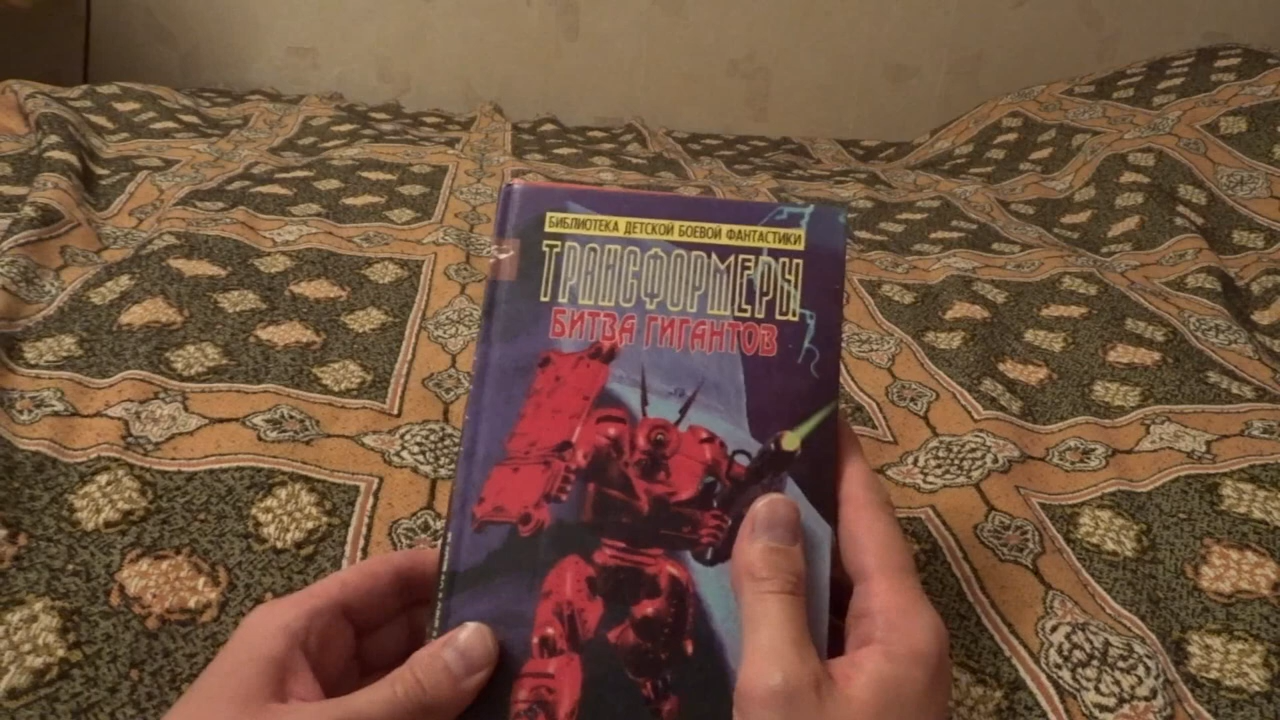 БИБЛИОТЕКА ДЕТСКОЙ БОЕВОЙ ФАНТАСТИКИ
ТРАНСФОРМЕРЫ
БИТВА ГИГАНТОВ